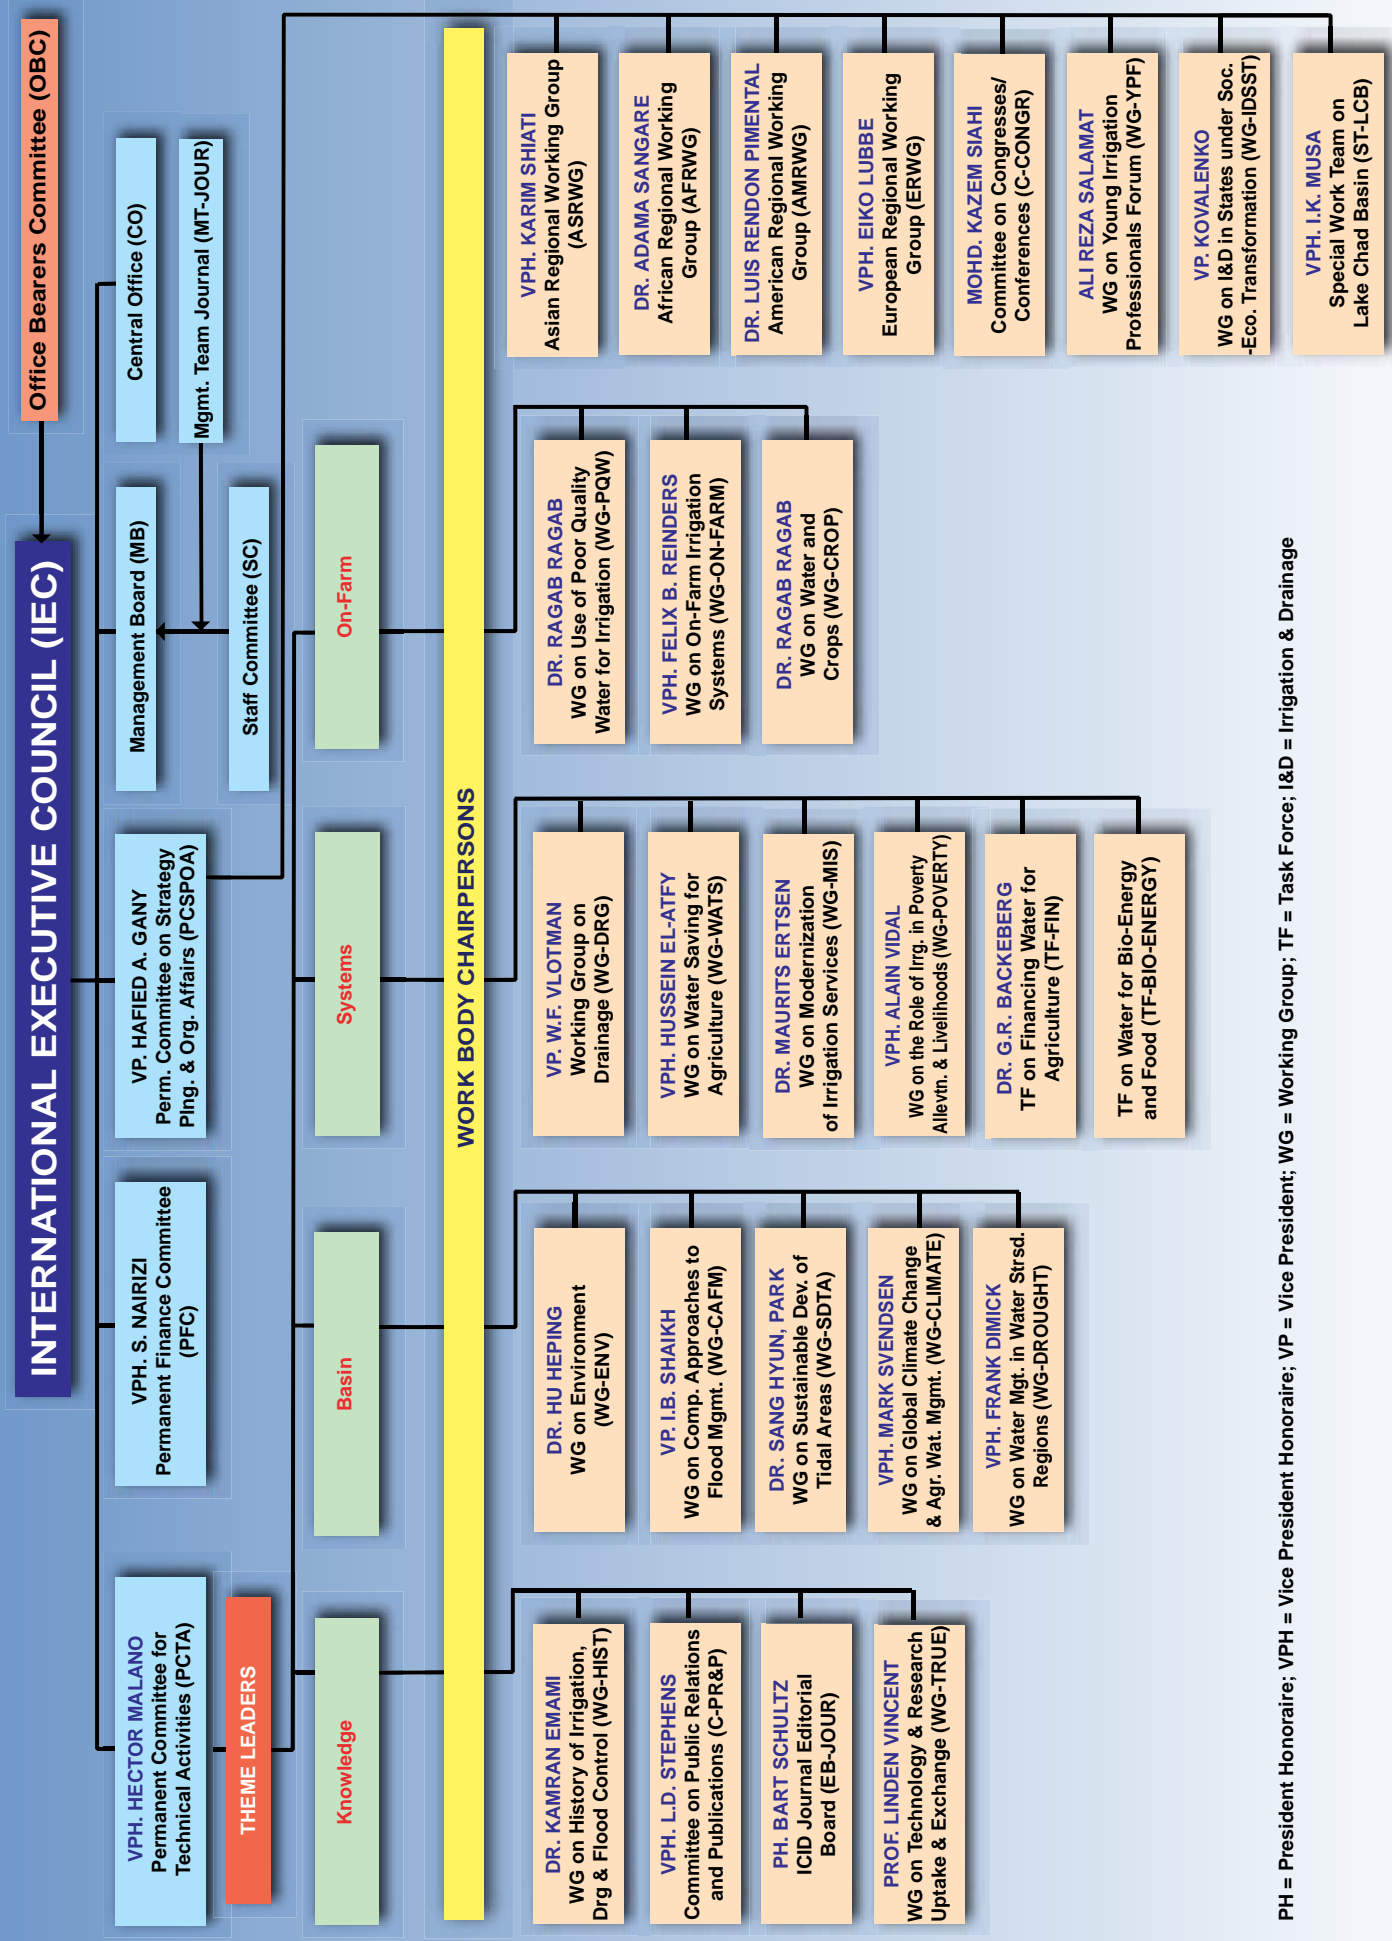 Office Bearers Committee (OBC)
INTERNATIONAL EXECUTIVE COUNCIL (IEC)
VPH. HECTOR MALANO
Permanent Committee for
Technical Activities (PCTA)
VPH. S. NAIRIZI
Permanent Finance Committee
(PFC)
VP. HAFIED A. GANY
Perm. Committee on Strategy
Plng. & Org. Affairs (PCSPOA)
Management Board (MB)
Central Office (CO)
Mgmt. Team Journal (MT-JOUR)
Staff Committee (SC)
THEME LEADERS
Knowledge
Basin
Systems
On-Farm
WORK BODY CHAIRPERSONS
DR. KAMRAN EMAMI
WG on History of Irrigation,
Drg & Flood Control (WG-HIST)
VPH. L.D. STEPHENS
Committee on Public Relations
and Publications (C-PR&P)
PH. BART SCHULTZ
ICID Journal Editorial
Board (EB-JOUR)
PROF. LINDEN VINCENT
WG on Technology & Research
Uptake & Exchange (WG-TRUE)
DR. HU HEPING
WG on Environment
(WG-ENV)
VP. I.B. SHAIKH
WG on Comp. Approaches to
Flood Mgmt. (WG-CAFM)
DR. SANG HYUN, PARK
WG on Sustainable Dev. of
Tidal Areas (WG-SDTA)
VPH. MARK SVENDSEN
WG on Global Climate Change
& Agr. Wat. Mgmt. (WG-CLIMATE)
VPH. FRANK DIMICK
WG on Water Mgt. in Water Strsd.
Regions (WG-DROUGHT)
VP. W.F. VLOTMAN
Working Group on
Drainage (WG-DRG)
VPH. HUSSEIN EL-ATFY
WG on Water Saving for
Agriculture (WG-WATS)
DR. MAURITS ERTSEN
WG on Modernization
of Irrigation Services (WG-MIS)
VPH. ALAIN VIDAL
WG on the Role of Irrg. in Poverty
Allevtn. & Livelihoods (WG-POVERTY)
DR. G.R. BACKEBERG
TF on Financing Water for
Agriculture (TF-FIN)
TF on Water for Bio-Energy
and Food (TF-BIO-ENERGY)
DR. RAGAB RAGAB
WG on Use of Poor Quality
Water for Irrigation (WG-PQW)
VPH. FELIX B. REINDERS
WG on On-Farm Irrigation
Systems (WG-ON-FARM)
DR. RAGAB RAGAB
WG on Water and
Crops (WG-CROP)
VPH. KARIM SHIATI
Asian Regional Working Group
(ASRWG)
DR. ADAMA SANGARE
African Regional Working
Group (AFRWG)
DR. LUIS RENDON PIMENTAL
American Regional Working
Group (AMRWG)
VPH. EIKO LUBBE
European Regional Working
Group (ERWG)
MOHD. KAZEM SIAHI
Committee on Congresses/
Conferences (C-CONGR)
ALI REZA SALAMAT
WG on Young Irrigation
Professionals Forum (WG-YPF)
VP. KOVALENKO
WG on I&D in States under Soc.
-Eco. Transformation (WG-IDSST)
VPH. I.K. MUSA
Special Work Team on
Lake Chad Basin (ST-LCB)
PH = President Honoraire; VPH = Vice President Honoraire; VP = Vice President; WG = Working Group; TF = Task Force; I&D = Irrigation & Drainage